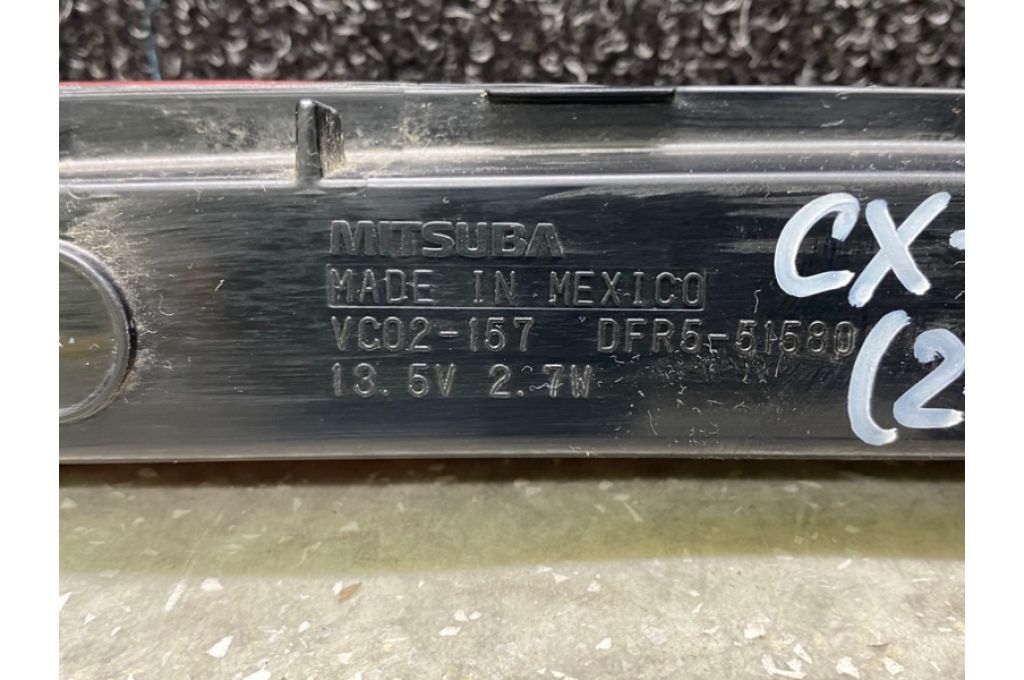 MITSUBA
MADE IN MEXICO
VC02-157 DFR5-51580
13.5V 2.7W
CX-
(2